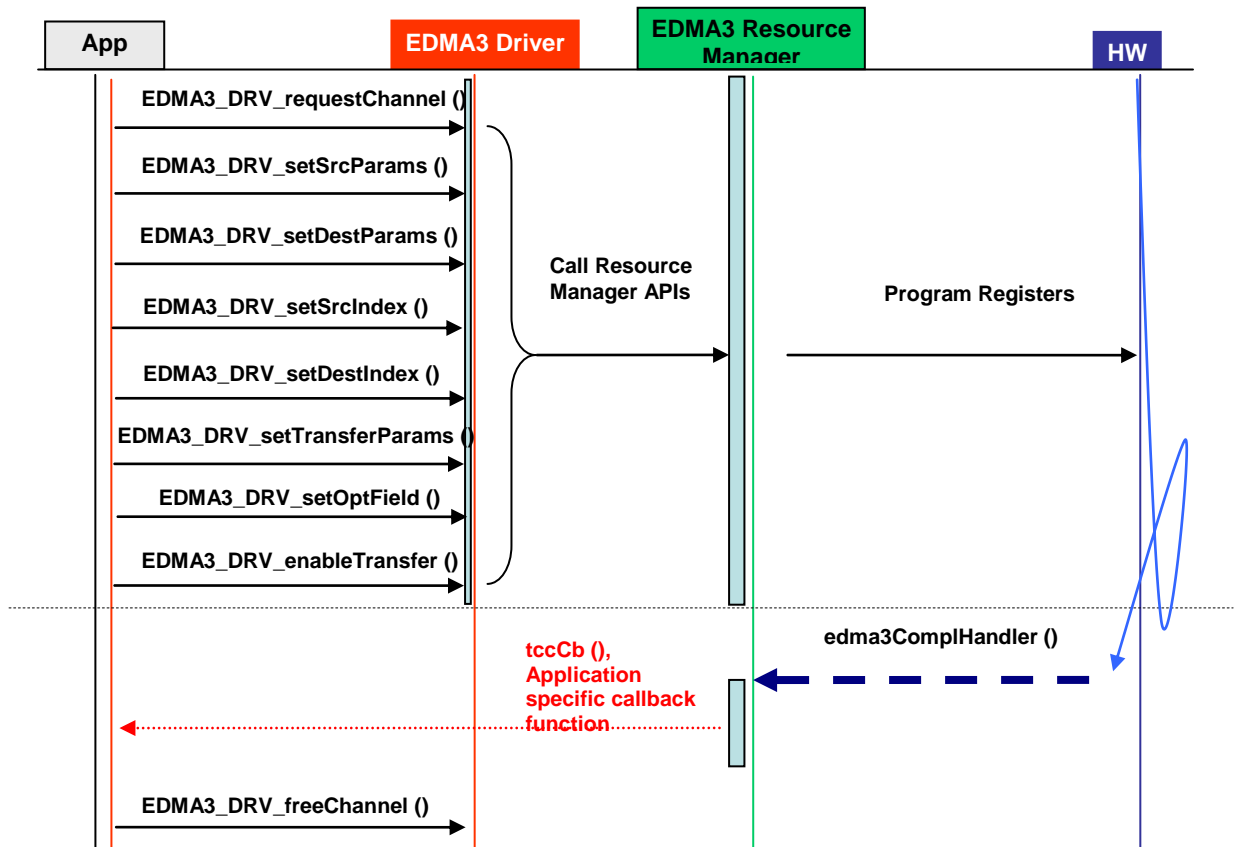 App
EDMA3 Driver
EDMA3 Resource
Manager
HW
EDMA3_DRV_requestChannel ()
EDMA3_DRV_setSrcParams ()
EDMA3_DRV_setDestParams ()
Call Resource
Manager APIs
Program Registers
EDMA3_DRV_setSrcIndex ()
EDMA3_DRV_setDestIndex ()
EDMA3_DRV_setTransferParams ()
EDMA3_DRV_setOptField ()
EDMA3_DRV_enableTransfer ()
edma3ComplHandler ()
tccCb (),
Application
specific callback
function
EDMA3_DRV_freeChannel ()